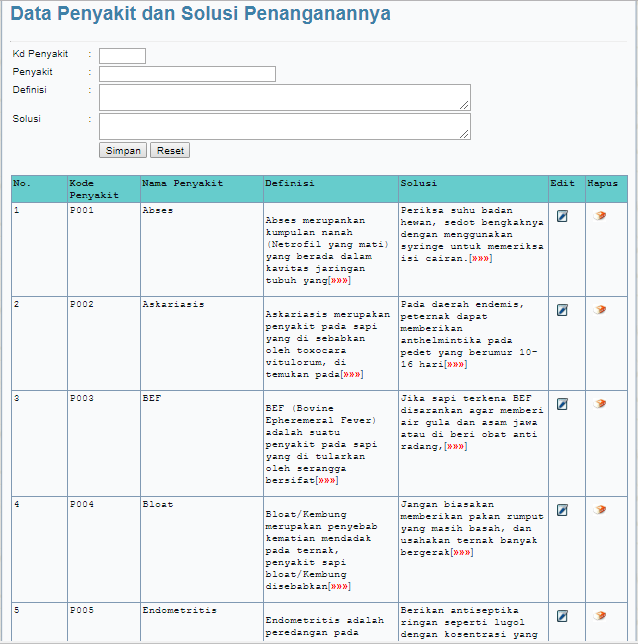 Data Penyakit dan Solusi Penanganannya
Kd Penyakit :
Penyakit :
Definisi :
Solusi :
Simpan Reset
No. Kode Penyakit Nama Penyakit Definisi Solusi Edit Hapus
1 P001 Abses
Abses merupankan
kumpulan nanah
(Netrofil yang mati)
yang berada dalam
kavitas jaringan
tubuh yang[»»»]
Periksa suhu badan
hewan, sedot bengkaknya
dengan menggunakan
syringe untuk memeriksa
isi cairan.[»»»]
2 P002 Askariasis
Askariasis merupakan
penyakit pada sapi
yang di sebabkan
oleh toxocara
vitulorum, di
temukan pada[»»»]
Pada daerah endemis,
peternak dapat
memberikan
anthelmintika pada
pedet yang berumur 10-
16 hari[»»»]
3 P003 BEF
BEF (Bovine
Epheremeral Fever)
adalah suatu
penyakit pada sapi
yang di tularkan
oleh serangga
bersifat[»»»]
Jika sapi terkena BEF
disarankan agar memberi
air gula dan asam jawa
atau di beri obat anti
radang,[»»»]
4 P004 Bloat
Bloat/Kembung
merupakan penyebab
kematian mendadak
pada ternak,
penyakit sapi
bloat/Kembung
disebabkan[»»»]
Jangan biasakan
memberikan pakan rumput
yang masih basah, dan
usahakan ternak banyak
bergerak[»»»]
5 P005 Endometritis
Endometritis adalah
peredangan pada
Berikan antiseptika
ringan seperti lugol
dengan kosentrasi yang